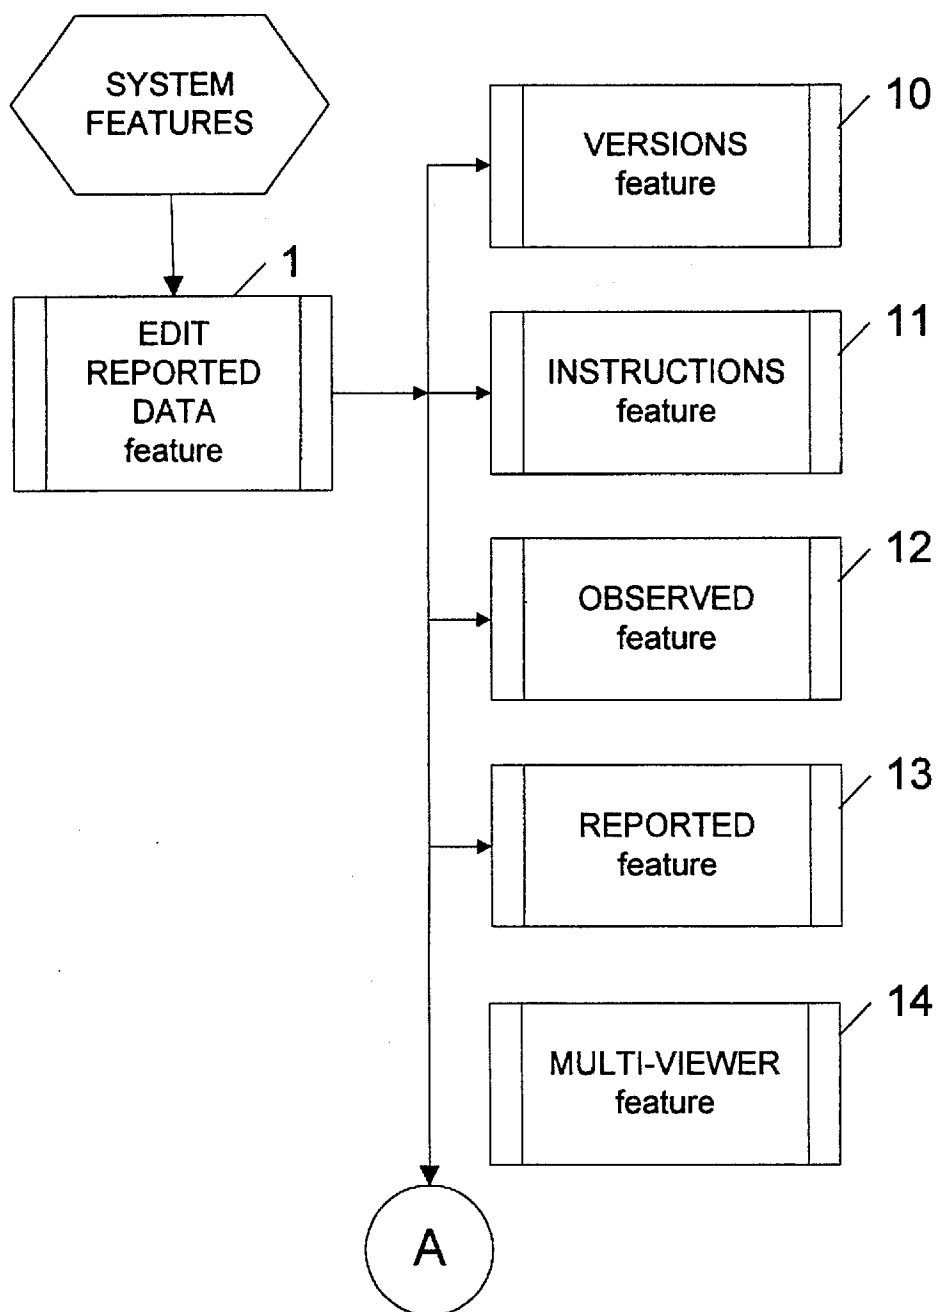 SYSTEM
FEATURES
1
EDIT
REPORTED
DATA
feature
10
VERSIONS
feature
11
INSTRUCTIONS
feature
12
OBSERVED
feature
13
REPORTED
feature
14
MULTI-VIEWER
feature
A